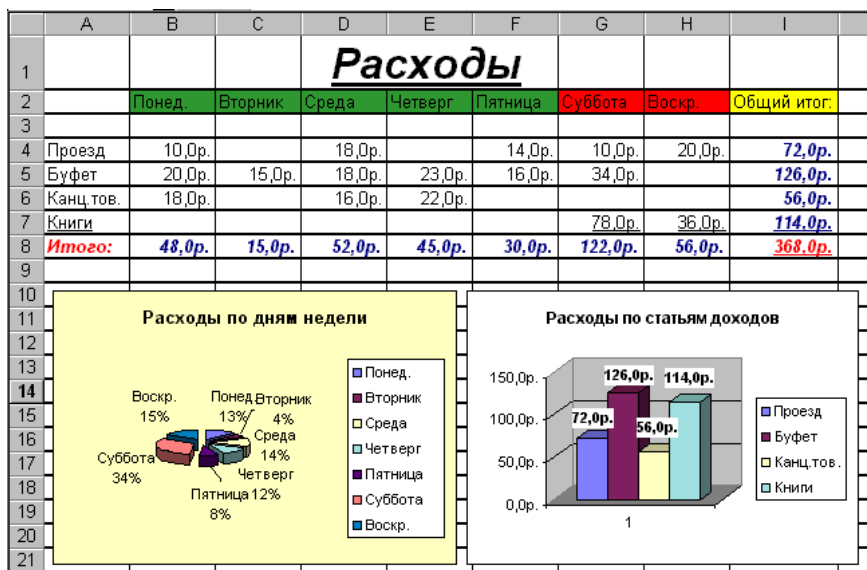 A B C D E F G H I
1 Расходы
2 Понед. Вторник Среда Четверг Пятница Суббота Воскр. Общий итог:
3
4 Проезд 10,0р. 18,0р. 14,0р. 10,0р. 20,0р. 72,0р.
5 Буфет 20,0р. 15,0р. 18,0р. 23,0р. 16,0р. 34,0р. 126,0р.
6 Канц.тов. 18,0р. 16,0р. 22,0р. 56,0р.
7 Книги 78,0р. 36,0р. 114,0р.
8 Итого: 48,0р. 15,0р. 52,0р. 45,0р. 30,0р. 122,0р. 56,0р. 368,0р.
9
10
11
12
13
14
15
16
17
18
19
20
21
Расходы по дням недели
Воскр.
15%
Понед.
13%
Вторник
4%
Среда
14%
Четверг
12%
Пятница
8%
Суббота
34%
Понед.
Вторник
Среда
Четверг
Пятница
Суббота
Воскр.
Расходы по статьям доходов
150,0р.
100,0р.
50,0р.
0,0р.
72,0р.
126,0р.
56,0р.
114,0р.
1
Проезд
Буфет
Канц.тов.
Книги